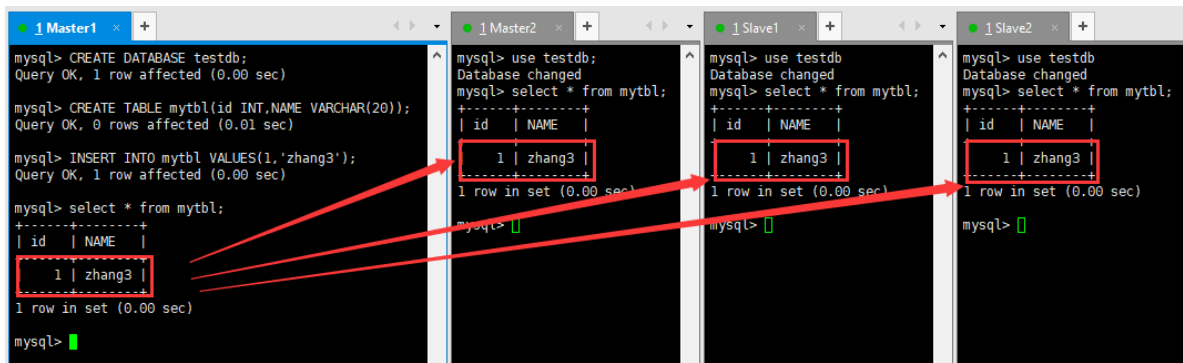 1 Master1 × +
mysql> CREATE DATABASE testdb;
Query OK, 1 row affected (0.00 sec)
mysql> CREATE TABLE mytbl(id INT,NAME VARCHAR(20));
Query OK, 0 rows affected (0.01 sec)
mysql> INSERT INTO mytbl VALUES(1,'zhang3');
Query OK, 1 row affected (0.00 sec)
mysql> select * from mytbl;
+------+--------+
| id   | NAME   |
+------+--------+
|    1 | zhang3 |
+------+--------+
1 row in set (0.00 sec)
mysql>
1 Master2 × +
mysql> use testdb;
Database changed
mysql> select * from mytbl;
+------+--------+
| id   | NAME   |
+------+--------+
|    1 | zhang3 |
+------+--------+
1 row in set (0.00 sec)
mysql>
1 Slave1 × +
mysql> use testdb
Database changed
mysql> select * from mytbl;
+------+--------+
| id   | NAME   |
+------+--------+
|    1 | zhang3 |
+------+--------+
1 row in set (0.00 sec)
mysql>
1 Slave2 × +
mysql> use testdb
Database changed
mysql> select * from mytbl;
+------+--------+
| id   | NAME   |
+------+--------+
|    1 | zhang3 |
+------+--------+
1 row in set (0.00 sec)
mysql>